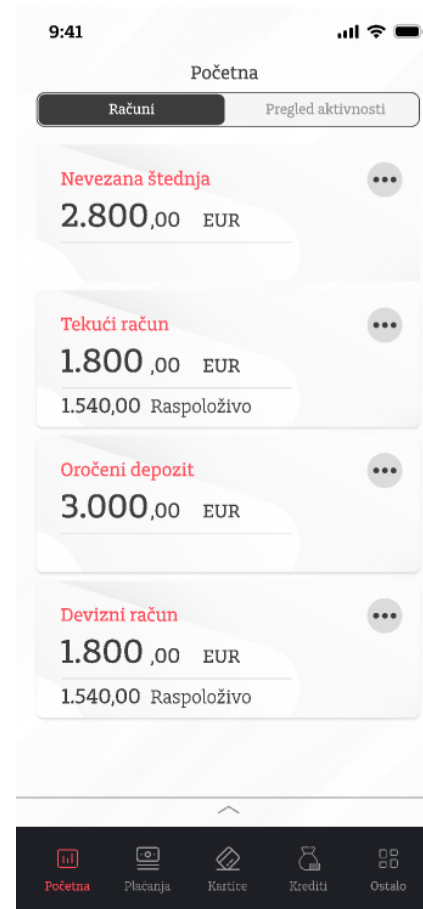 9:41
Početna
Računi Pregled aktivnosti
Nevezana štednja
2.800,00 EUR
Tekući račun
1.800 ,00 EUR
1.540,00 Raspoloživo
Oročeni depozit
3.000,00 EUR
Devizni račun
1.800 ,00 EUR
1.540,00 Raspoloživo
Početna Plaćanja Kartice Krediti Ostalo